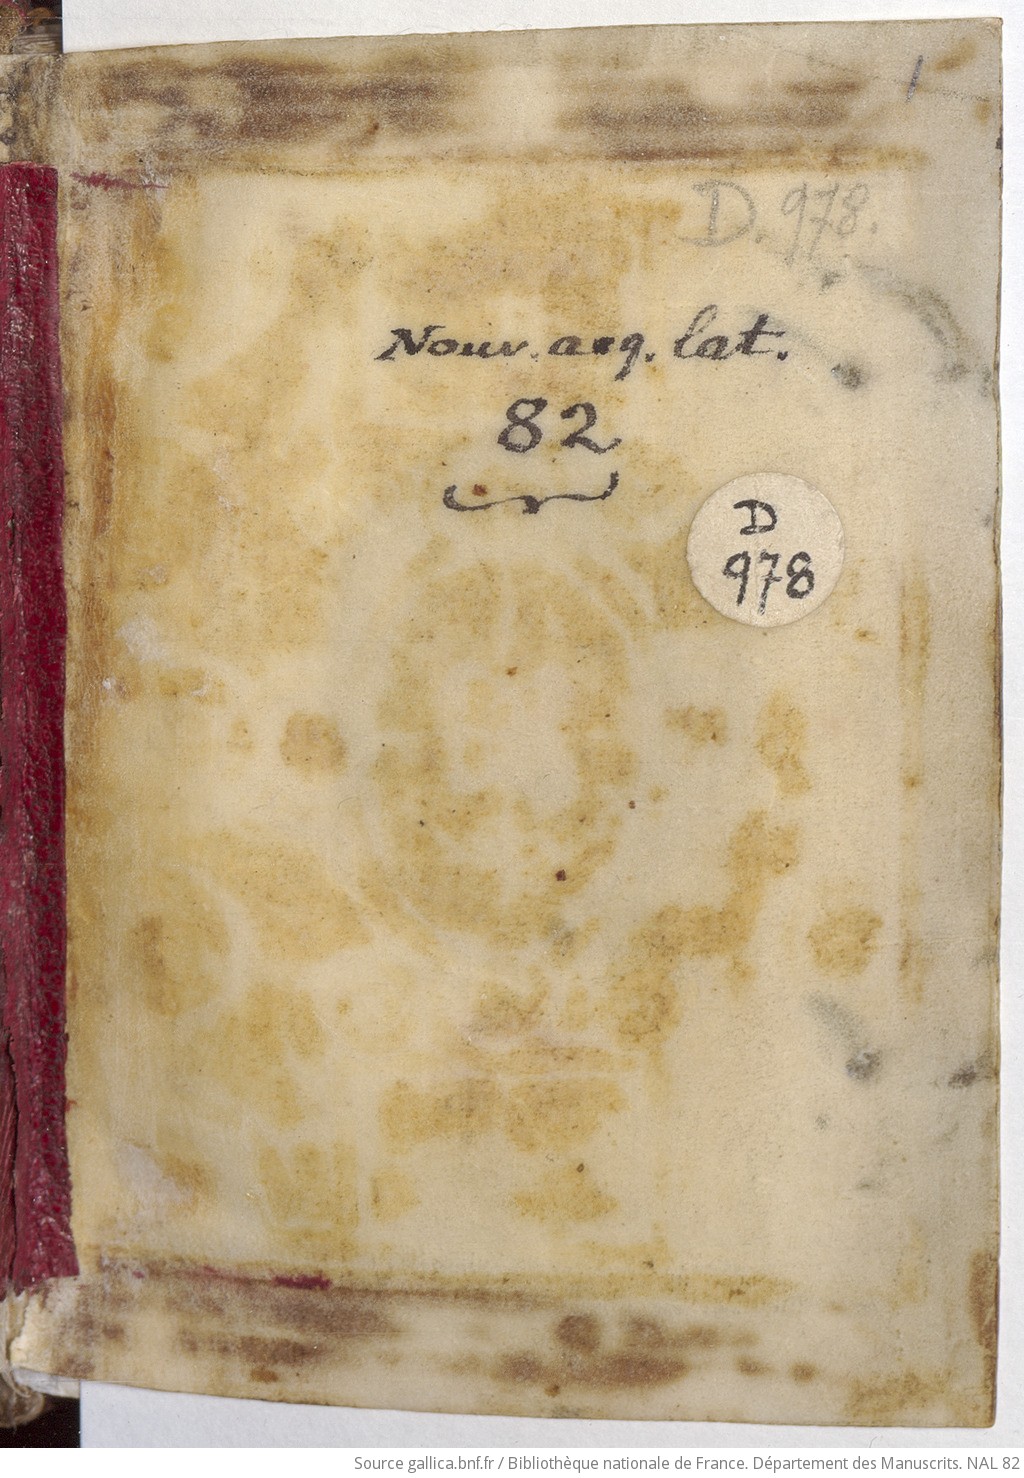 1
D. 978.
Nouv. acq. lat.
82
D
978
Source gallica.bnf.fr / Bibliothèque nationale de France. Département des Manuscrits. NAL 82